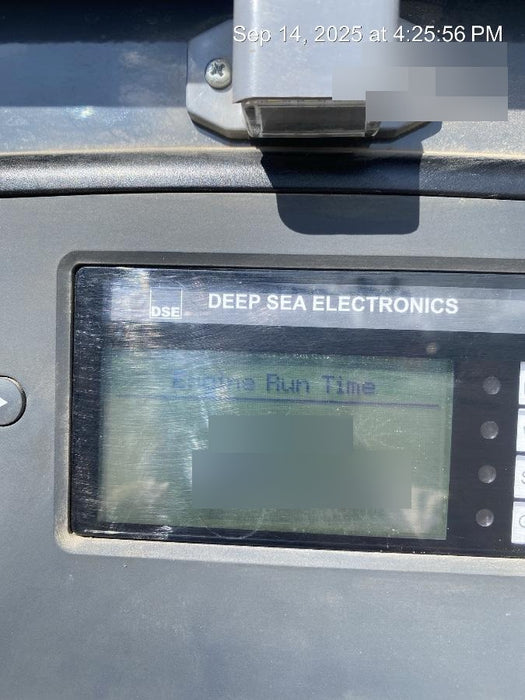 Sep 14, 2025 at 4:25:56 PM
DSE DEEP SEA ELECTRONICS
Engine Run Time